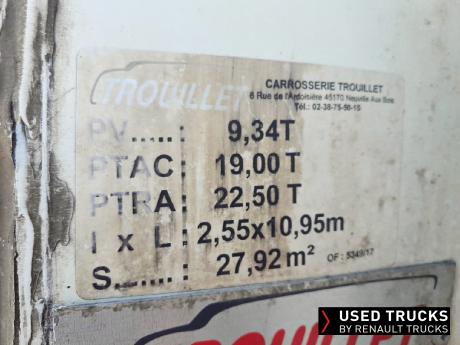 TROUILLET
CARROSSERIE TROUILLET
6 Rue de l'Ardoisière 45170 Neuville Aux Bois
Tél.: 02-38-75-56-15
PV.....: 9,34T
PTAC: 19,00 T
PTRA: 22,50 T
l x L: 2,55x10,95m
S.......: 27,92 m²
OF : 5349/17
TROUILLET
USED TRUCKS
BY RENAULT TRUCKS